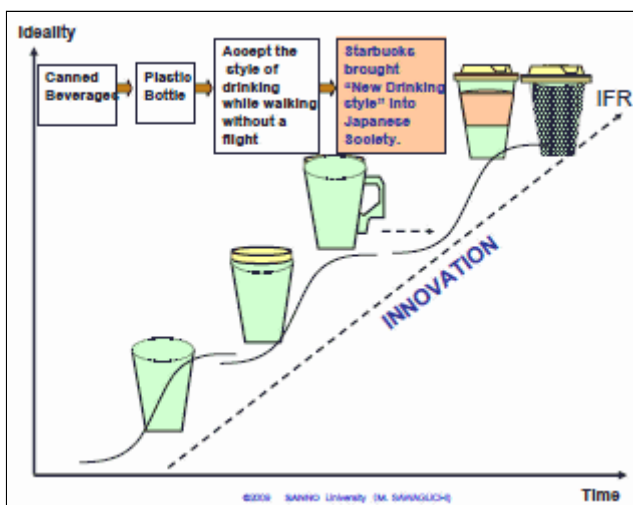 Ideality
Canned
Beverages
Plastic
Bottle
Accept the
style of
drinking
while walking
without a
flight
Starbucks
brought
“New Drinking
style” into
Japanese
Society.
IFR
INNOVATION
Time
©2009 SANNO University (M. SAWAGUCHI)